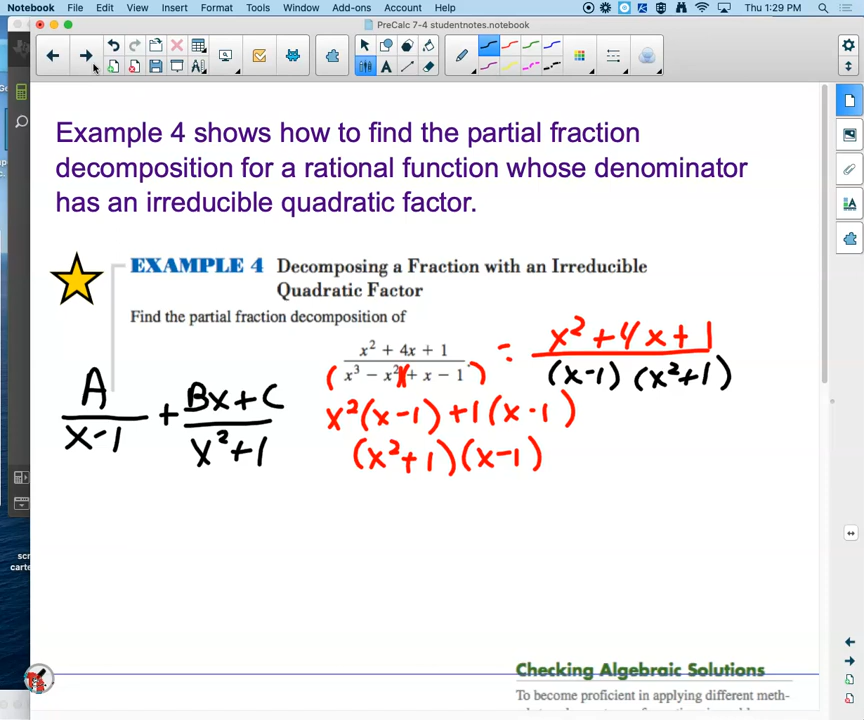 Notebook File Edit View Insert Format Tools Window Add-ons Account Help Thu 1:29 PM
PreCalc 7-4 studentnotes.notebook
Example 4 shows how to find the partial fraction
decomposition for a rational function whose denominator
has an irreducible quadratic factor.
EXAMPLE 4 Decomposing a Fraction with an Irreducible
Quadratic Factor
Find the partial fraction decomposition of
x² + 4x + 1
x³ − x² + x − 1
= x² + 4x + 1
(x-1) (x²+1)
A + Bx + C
x-1 x²+1
x²(x-1) + 1(x-1)
(x²+1)(x-1)
scr
carte
Checking Algebraic Solutions
To become proficient in applying different meth-